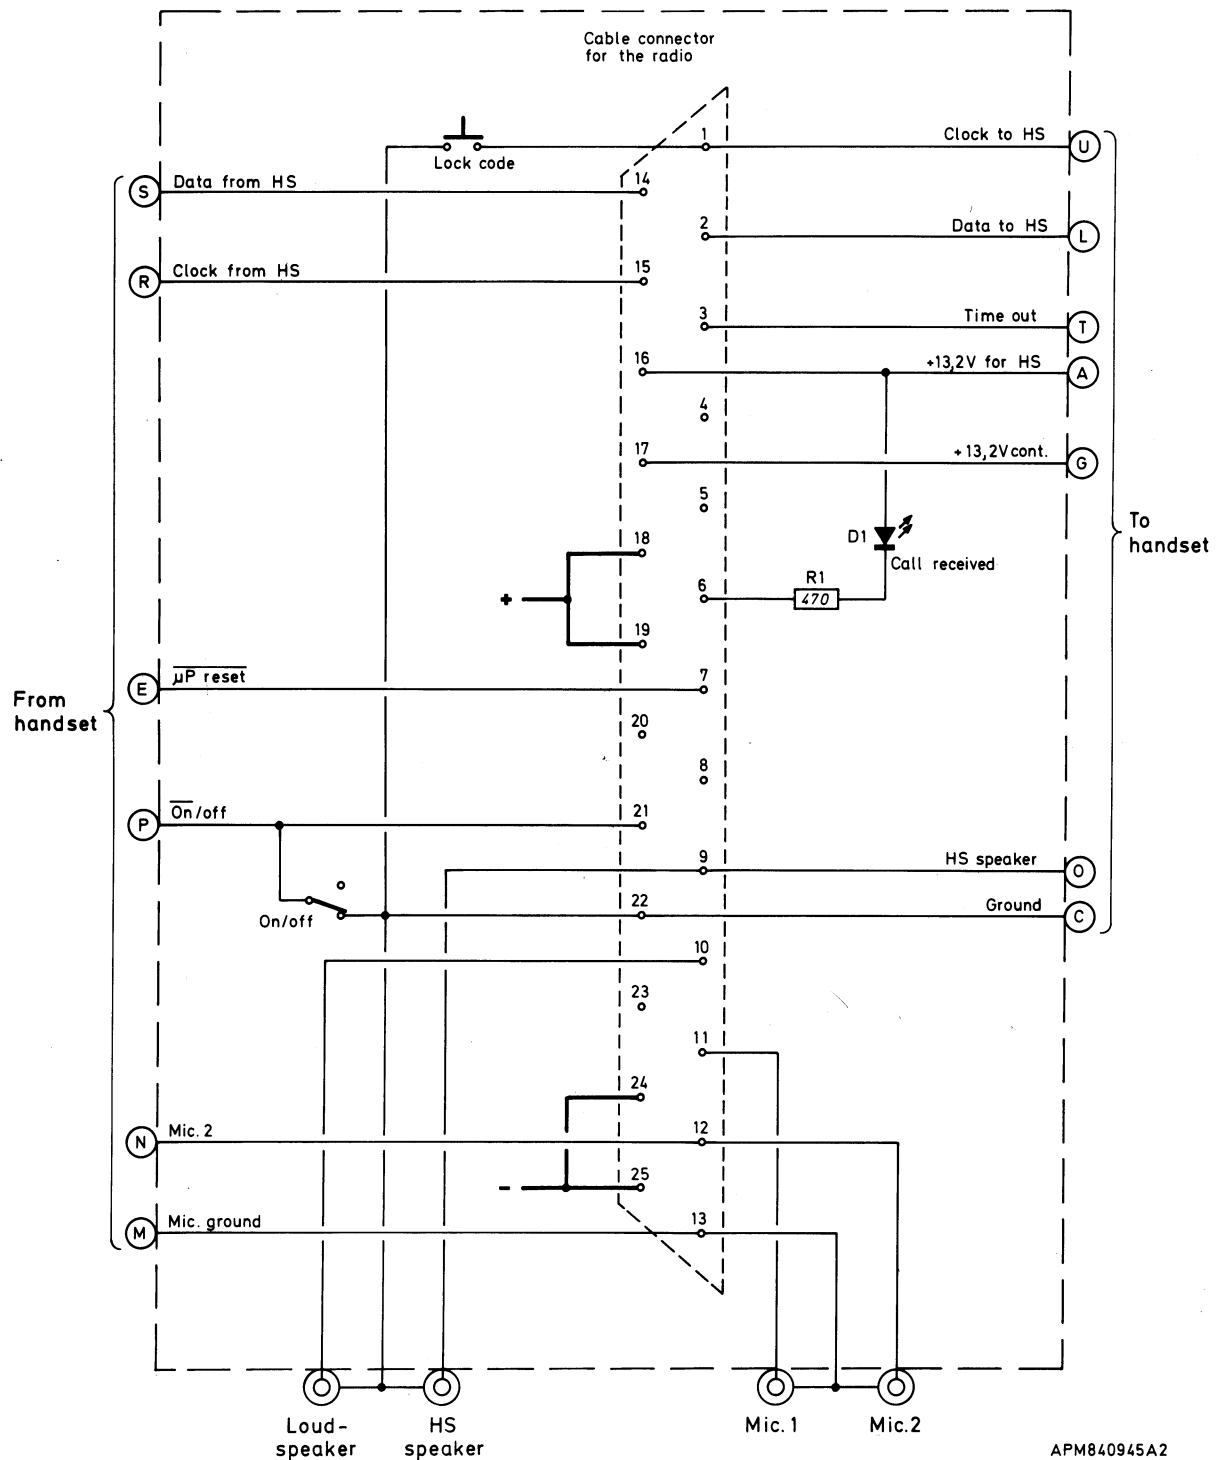 Cable connector
for the radio
1
Clock to HS
U
Lock code
S
Data from HS
14
2
Data to HS
L
R
Clock from HS
15
3
Time out
T
16
+13,2V for HS
A
4
17
+13,2V cont.
G
5
18
D1
To
handset
Call received
+
6
R1
470
19
E
µP reset
7
From
handset
20
8
P
On/off
21
9
HS speaker
O
On/off
22
Ground
C
10
23
11
24
N
Mic. 2
12
-
25
M
Mic. ground
13
Loud-
speaker
HS
speaker
Mic. 1
Mic. 2
APM840945A2